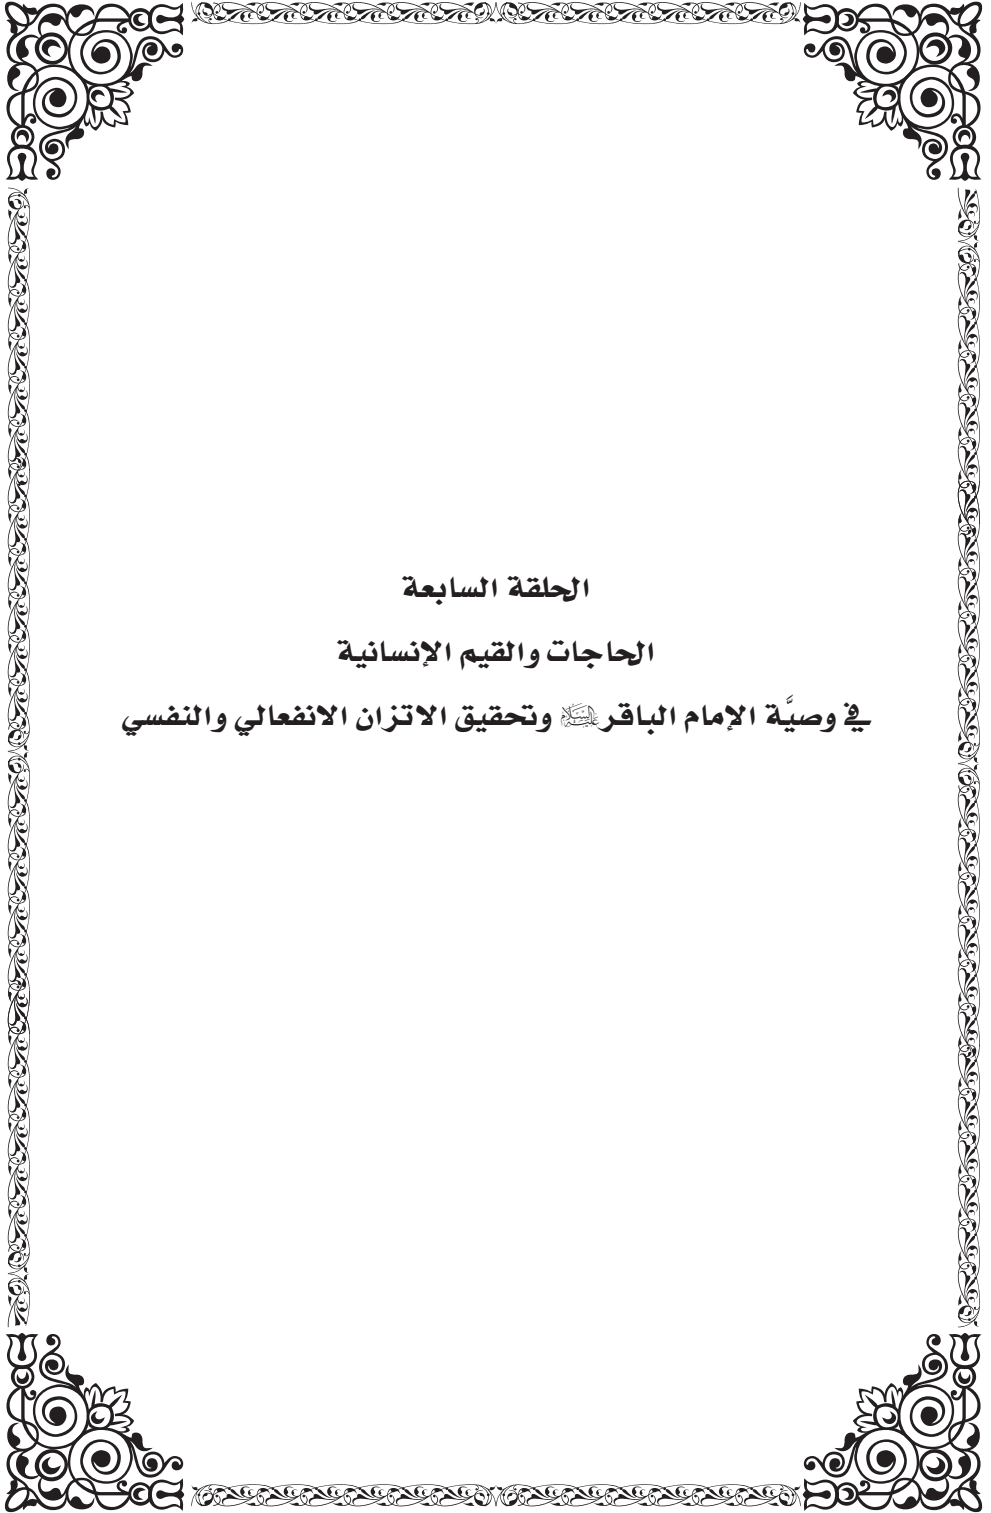 الحلقة السابعة
الحاجات والقيم الإنسانية
في وصيَّة الإمام الباقر عليه السلام وتحقيق الاتزان الانفعالي والنفسي